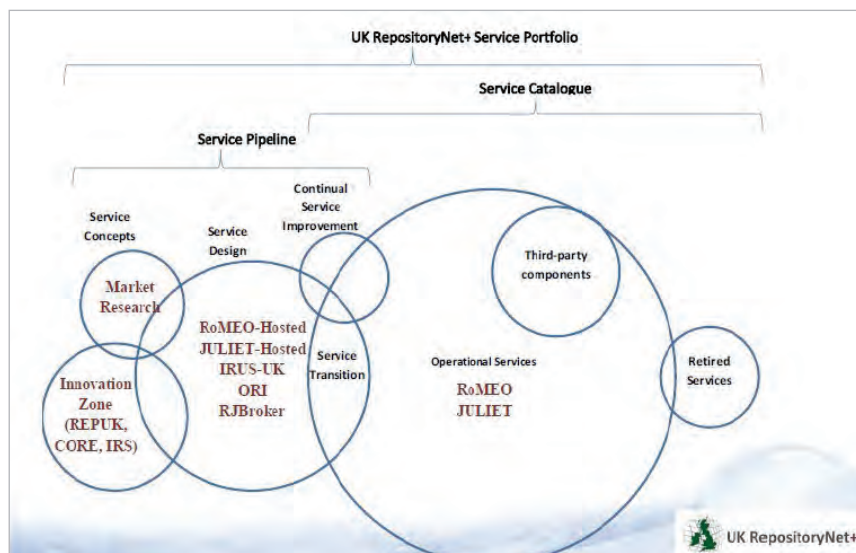 UK RepositoryNet+ Service Portfolio
Service Catalogue
Service Pipeline
Service
Concepts
Service
Design
Continual
Service
Improvement
Market
Research
Third-party
components
RoMEO-Hosted
JULIET-Hosted
IRUS-UK
ORI
RJBroker
Service
Transition
Operational Services
RoMEO
JULIET
Retired
Services
Innovation
Zone
(REPUK,
CORE, IRS)
UK RepositoryNet+